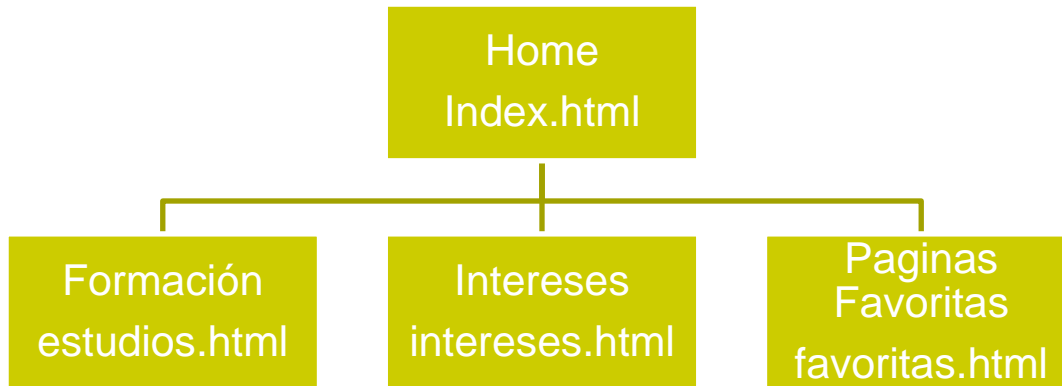 Home
Index.html
Formación
estudios.html
Intereses
intereses.html
Paginas
Favoritas
favoritas.html